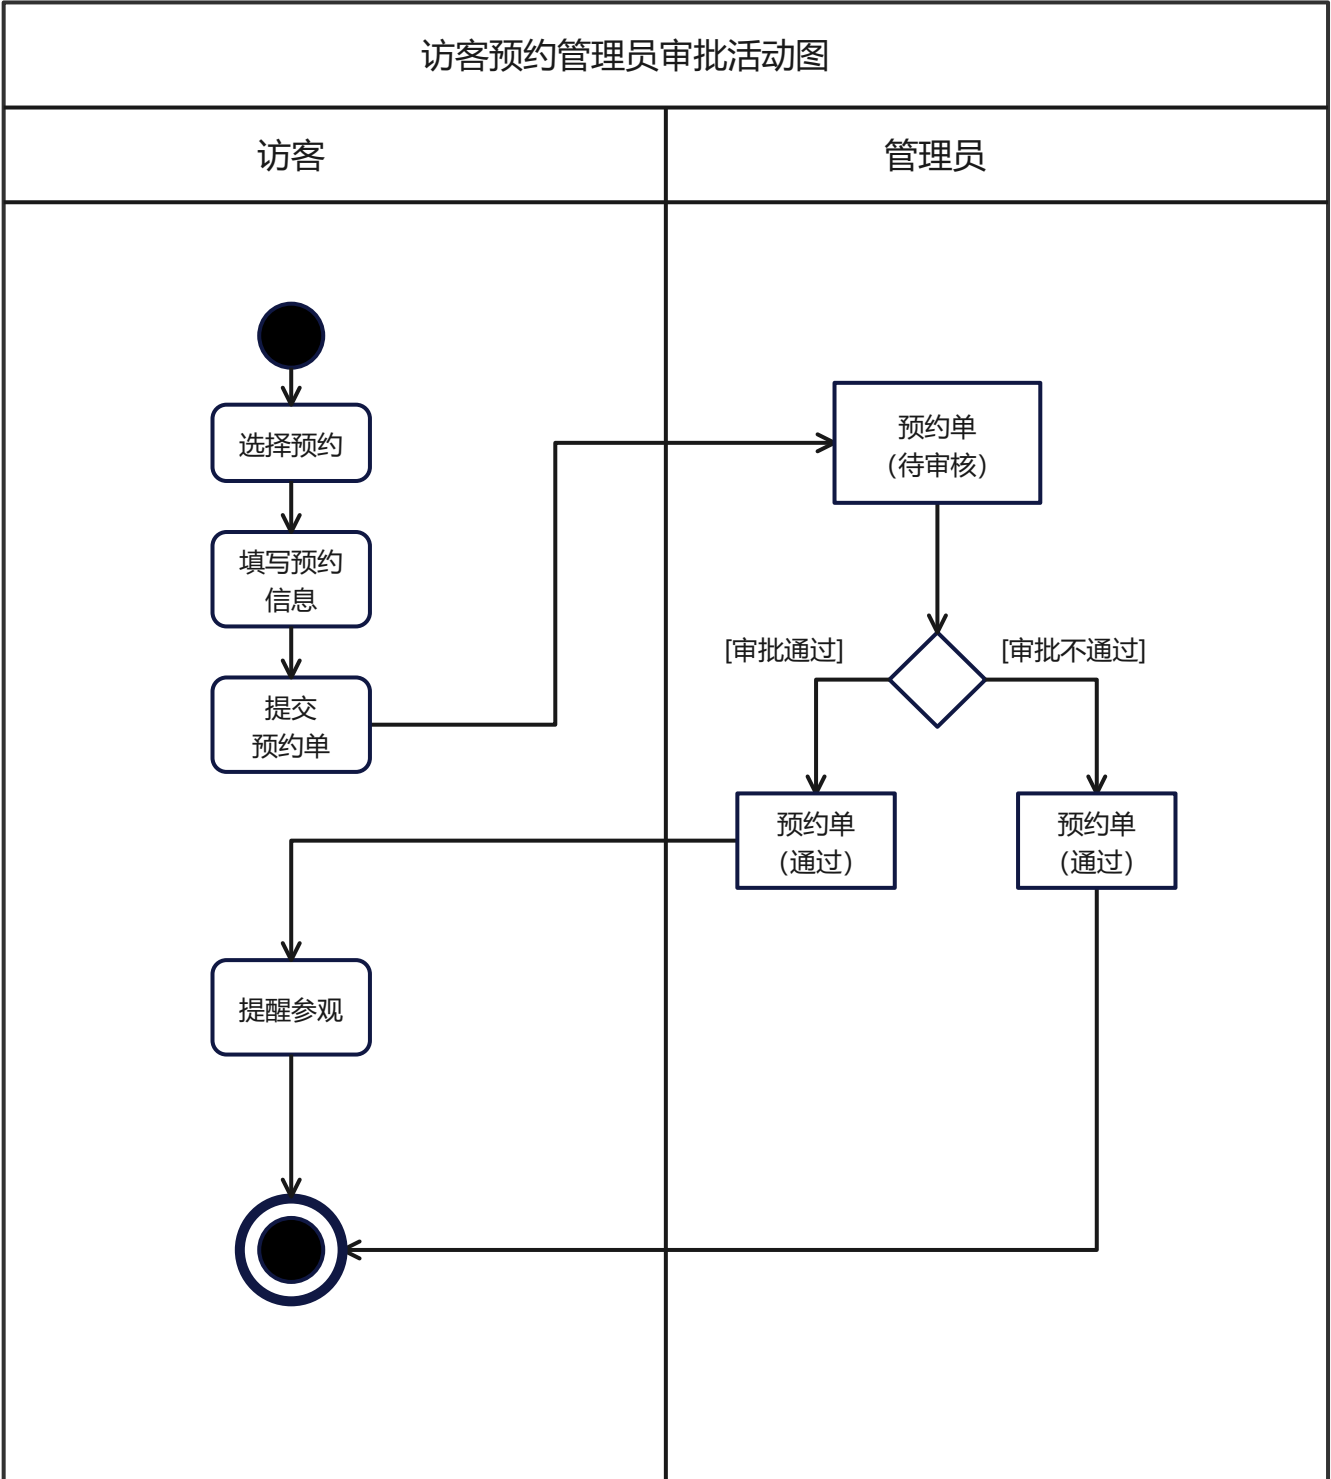 访客预约管理员审批活动图
访客
管理员
选择预约
填写预约
信息
提交
预约单
预约单
（待审核）
[审批通过]
[审批不通过]
预约单
（通过）
预约单
（通过）
提醒参观